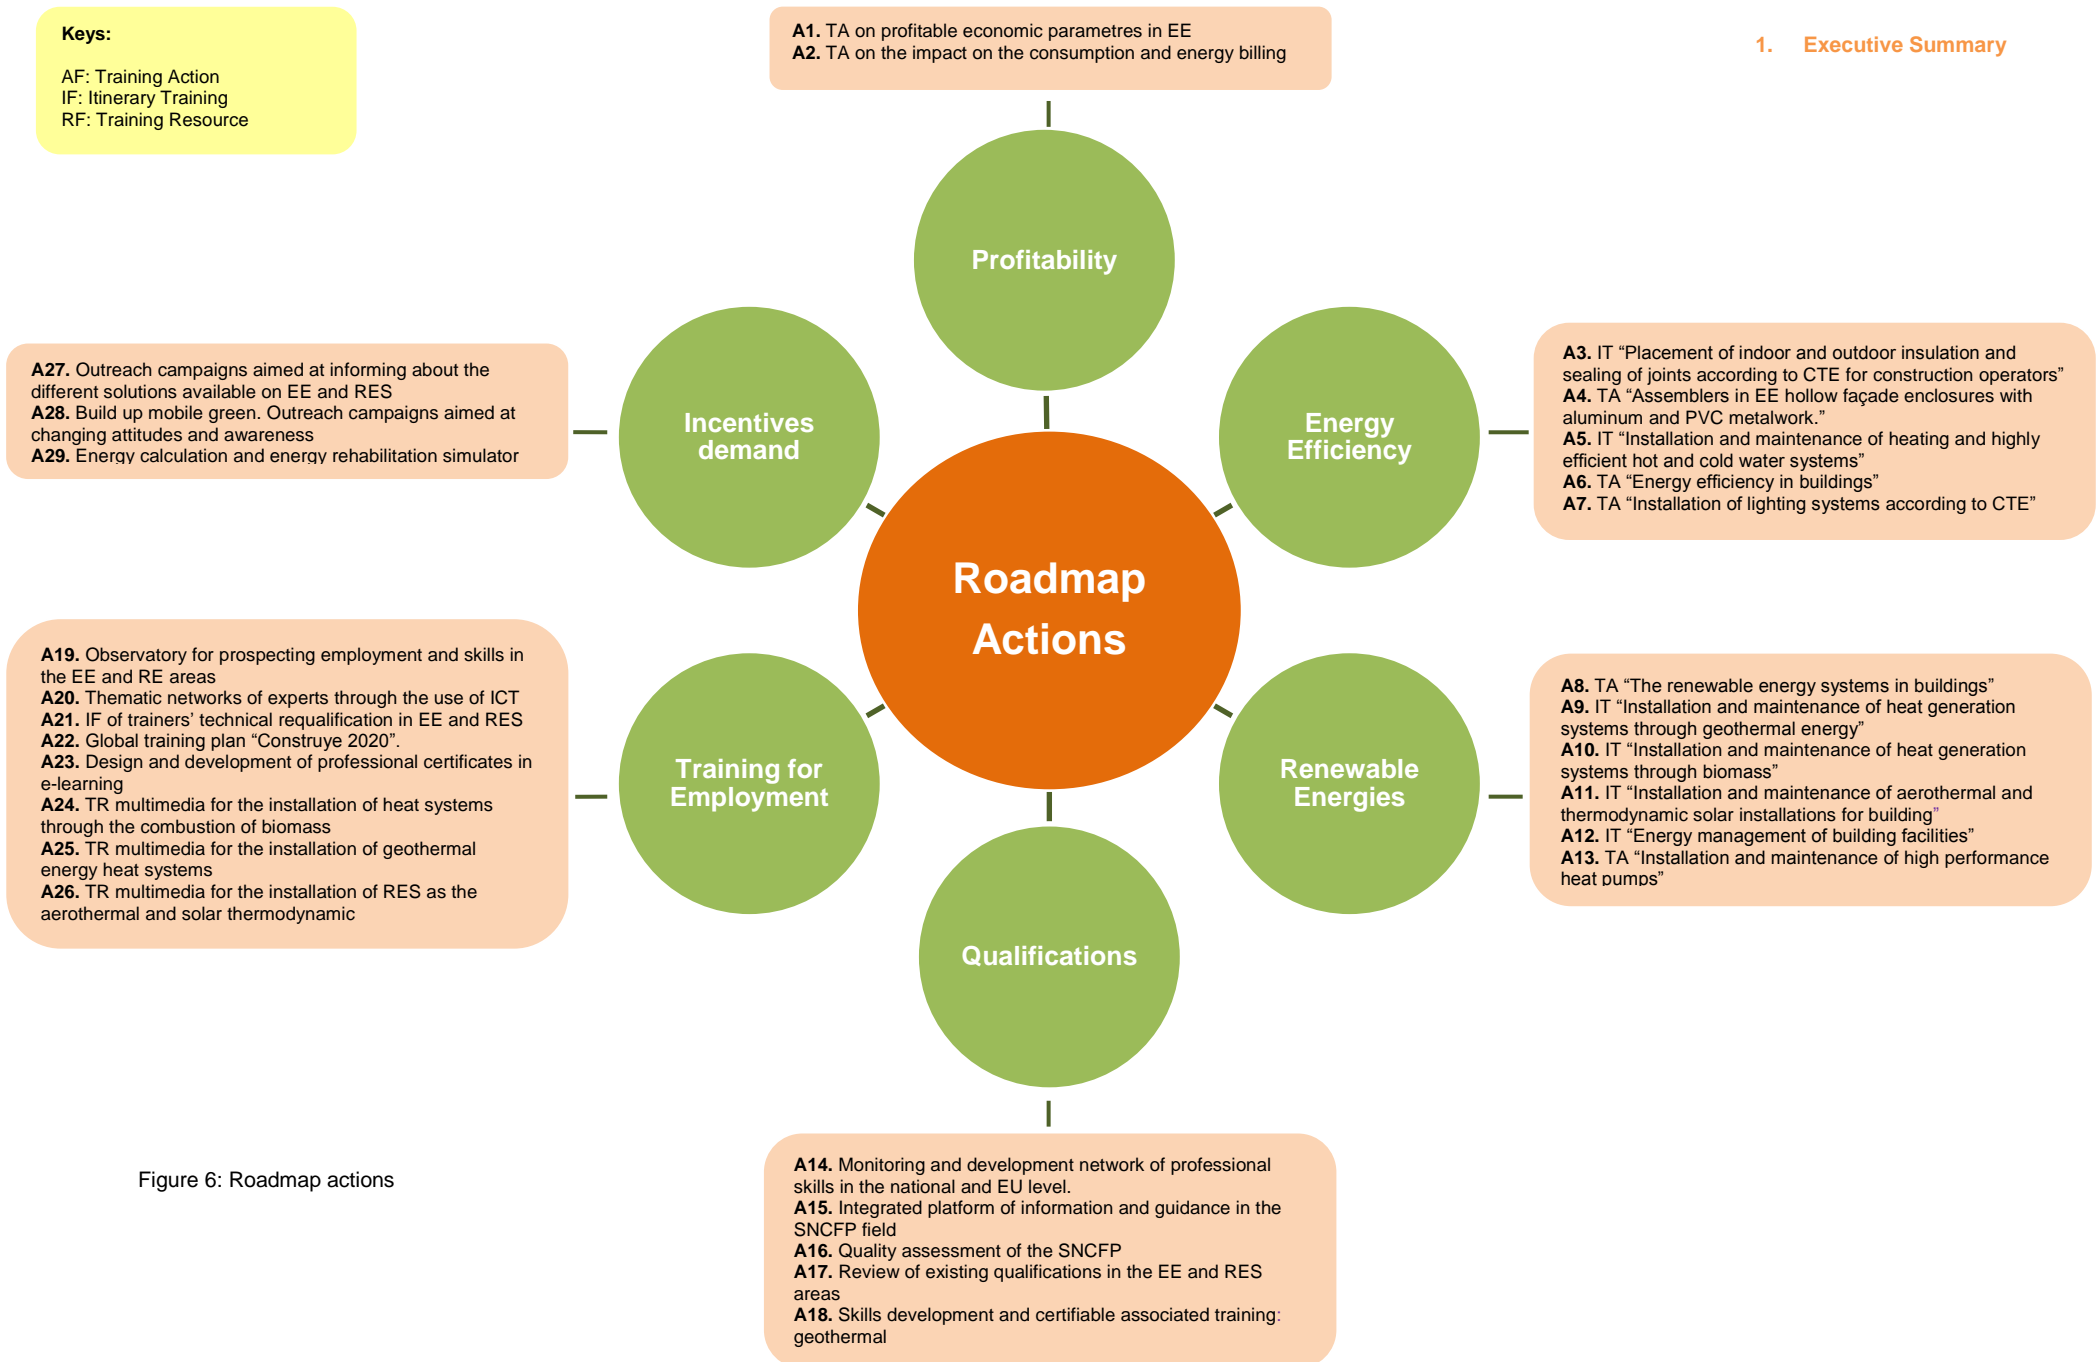 Keys:
AF: Training Action
IF: Itinerary Training
RF: Training Resource
A1. TA on profitable economic parametres in EE
A2. TA on the impact on the consumption and energy billing
1. Executive Summary
Profitability
A27. Outreach campaigns aimed at informing about the
different solutions available on EE and RES
A28. Build up mobile green. Outreach campaigns aimed at
changing attitudes and awareness
A29. Energy calculation and energy rehabilitation simulator
Incentives
demand
Energy
Efficiency
A3. IT “Placement of indoor and outdoor insulation and
sealing of joints according to CTE for construction operators”
A4. TA “Assemblers in EE hollow façade enclosures with
aluminum and PVC metalwork.”
A5. IT “Installation and maintenance of heating and highly
efficient hot and cold water systems”
A6. TA “Energy efficiency in buildings”
A7. TA “Installation of lighting systems according to CTE”
Roadmap
Actions
A19. Observatory for prospecting employment and skills in
the EE and RE areas
A20. Thematic networks of experts through the use of ICT
A21. IF of trainers’ technical requalification in EE and RES
A22. Global training plan “Construye 2020”.
A23. Design and development of professional certificates in
e-learning
A24. TR multimedia for the installation of heat systems
through the combustion of biomass
A25. TR multimedia for the installation of geothermal
energy heat systems
A26. TR multimedia for the installation of RES as the
aerothermal and solar thermodynamic
Training for
Employment
Renewable
Energies
A8. TA “The renewable energy systems in buildings”
A9. IT “Installation and maintenance of heat generation
systems through geothermal energy”
A10. IT “Installation and maintenance of heat generation
systems through biomass”
A11. IT “Installation and maintenance of aerothermal and
thermodynamic solar installations for building”
A12. IT “Energy management of building facilities”
A13. TA “Installation and maintenance of high performance
heat pumps”
Qualifications
A14. Monitoring and development network of professional
skills in the national and EU level.
A15. Integrated platform of information and guidance in the
SNCFP field
A16. Quality assessment of the SNCFP
A17. Review of existing qualifications in the EE and RES
areas
A18. Skills development and certifiable associated training:
geothermal
Figure 6: Roadmap actions